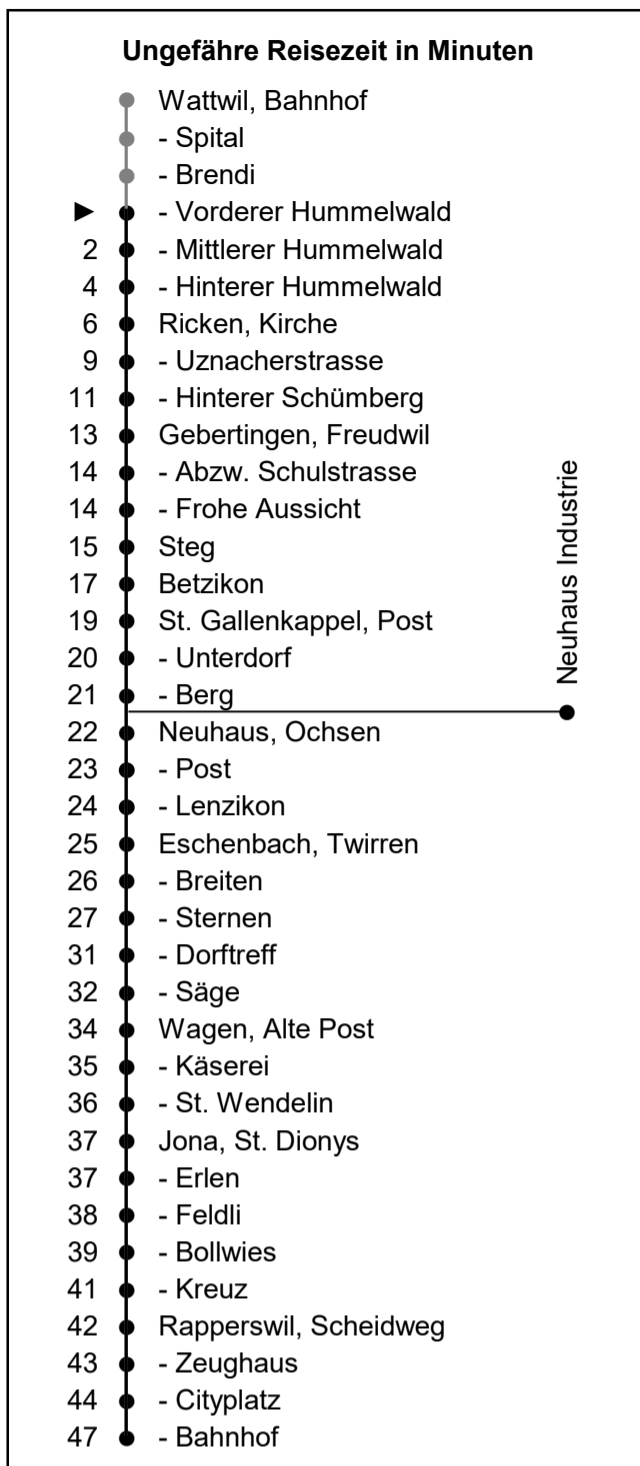 Ungefähre Reisezeit in Minuten
Wattwil, Bahnhof
- Spital
- Brendi
► - Vorderer Hummelwald
2 - Mittlerer Hummelwald
4 - Hinterer Hummelwald
6 Ricken, Kirche
9 - Uznacherstrasse
11 - Hinterer Schümberg
13 Gebertingen, Freudwil
14 - Abzw. Schulstrasse
14 - Frohe Aussicht
15 Steg
17 Betzikon
19 St. Gallenkappel, Post
20 - Unterdorf
21 - Berg
Neuhaus Industrie
22 Neuhaus, Ochsen
23 - Post
24 - Lenzikon
25 Eschenbach, Twirren
26 - Breiten
27 - Sternen
31 - Dorftreff
32 - Säge
34 Wagen, Alte Post
35 - Käserei
36 - St. Wendelin
37 Jona, St. Dionys
37 - Erlen
38 - Feldli
39 - Bollwies
41 - Kreuz
42 Rapperswil, Scheidweg
43 - Zeughaus
44 - Cityplatz
47 - Bahnhof